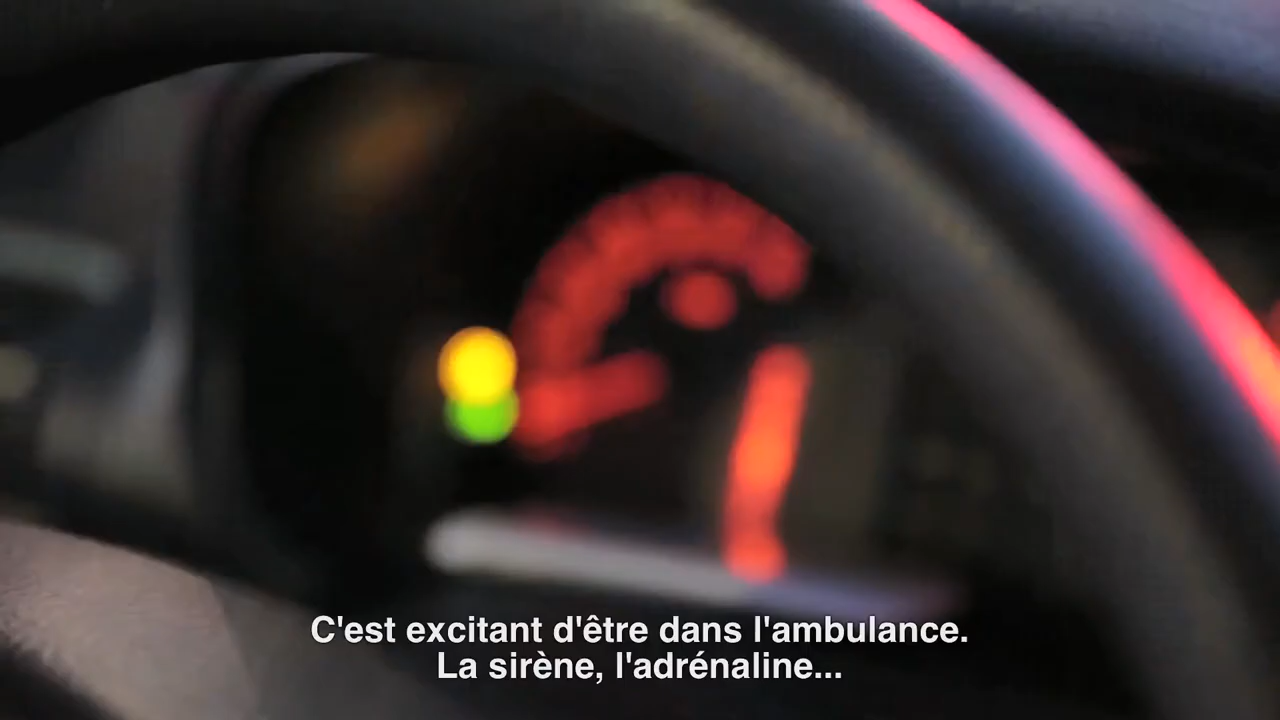 C'est excitant d'être dans l'ambulance.
La sirène, l'adrénaline...